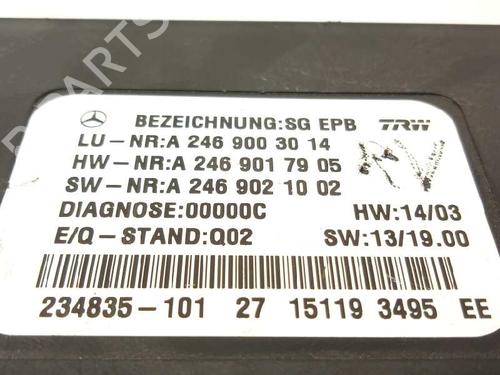 BEZEICHNUNG:SG EPB TRW
LU-NR:A 246 900 30 14
HW-NR:A 246 901 79 05
SW-NR:A 246 902 10 02
DIAGNOSE:00000C HW:14/03
E/Q-STAND:Q02 SW:13/19.00
234835-101 27 15119 3495 EE